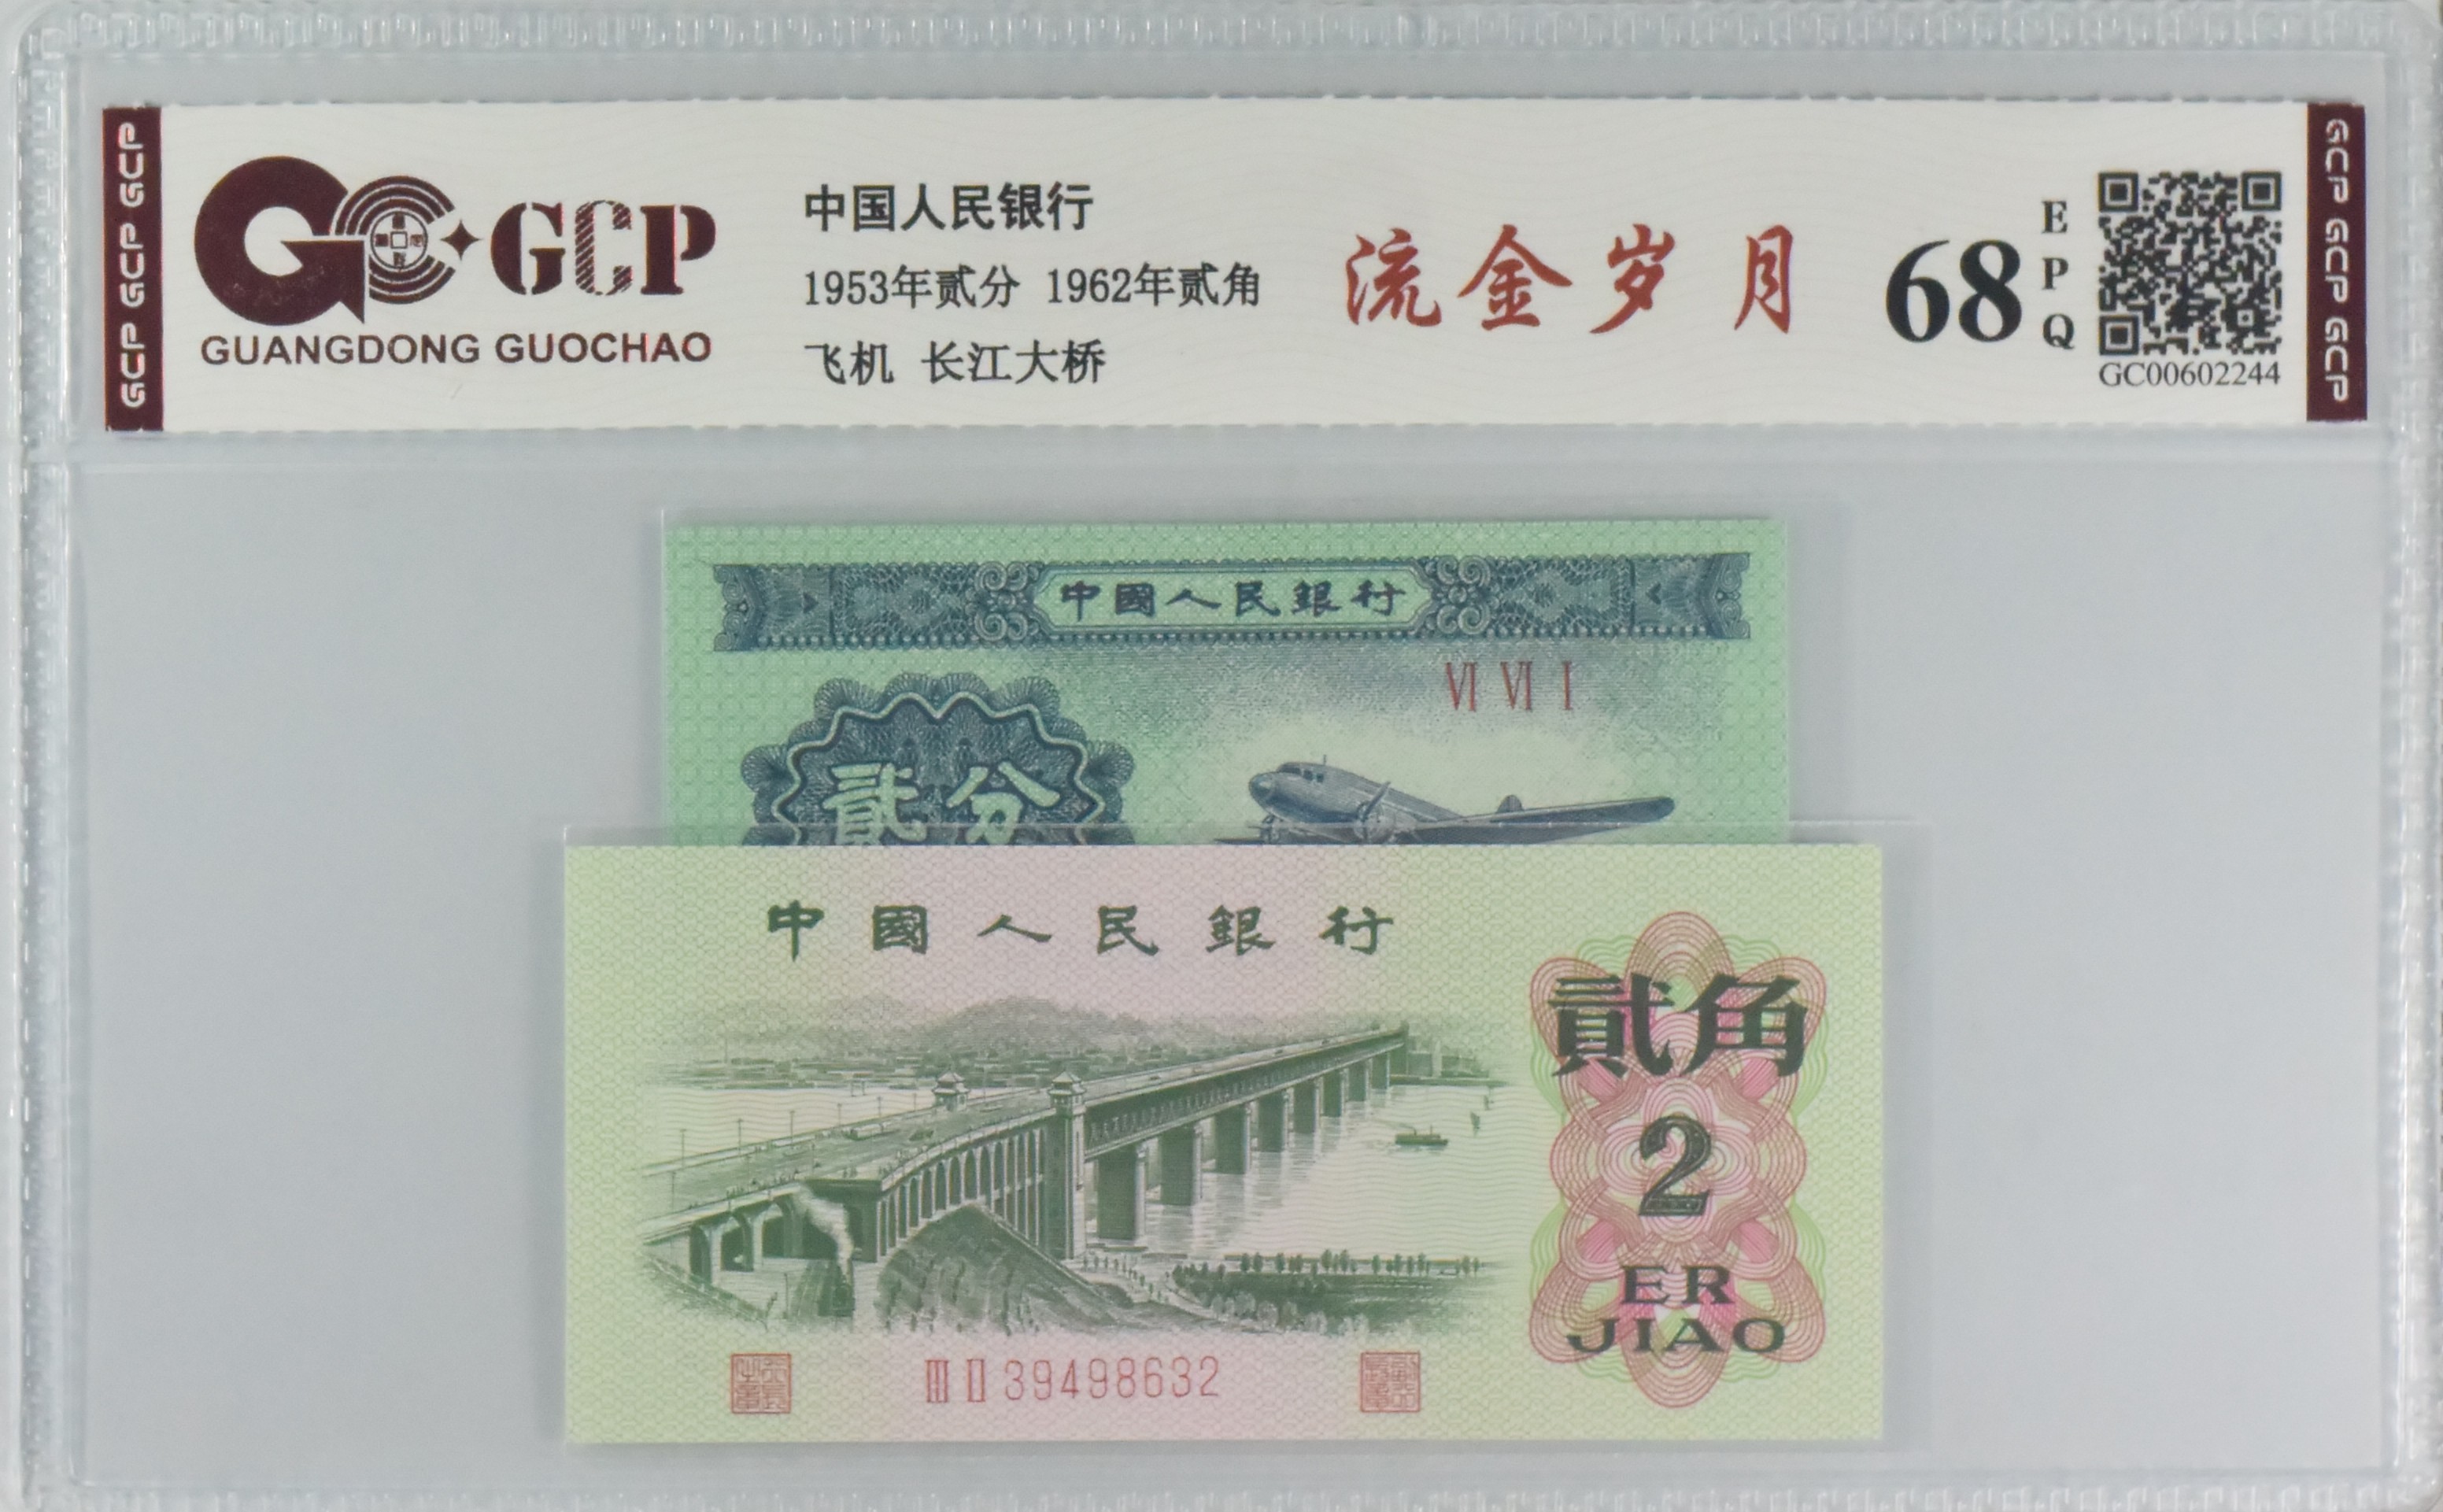 GCP GCP GCP
GCP
GUANGDONG GUOCHAO
中国人民银行
1953年贰分 1962年贰角
飞机 长江大桥
流金岁月
68
EPQ
GC00602244
GCP GCP GCP
中國人民銀行
VI VI I
貳分
中國人民銀行
貳角
2
ER
JIAO
III II 39498632